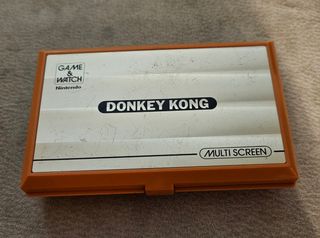 GAME
&
WATCH
Nintendo
DONKEY KONG
MULTI SCREEN